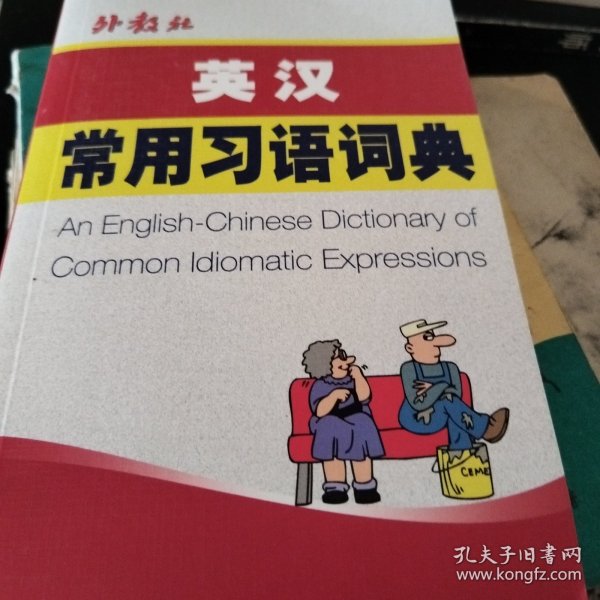 外教社
英汉
常用习语词典
An English-Chinese Dictionary of
Common Idiomatic Expressions
CEME
孔夫子旧书网
www.kongfz.com